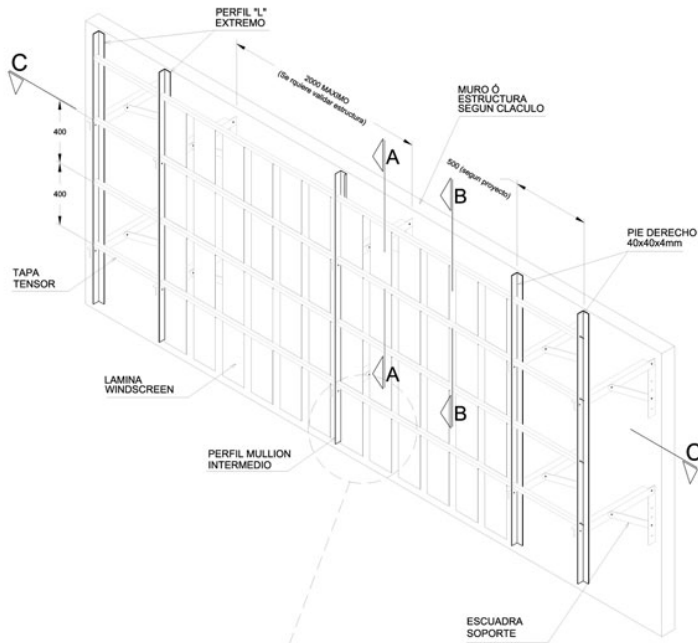 PERFIL "L"
EXTREMO
C
2000 MAXIMO
(Se rquiere validar estructura)
MURO Ó
ESTRUCTURA
SEGUN CLACULO
400
400
A
B
500 (segun proyecto)
PIE DERECHO
40x40x4mm
TAPA
TENSOR
LAMINA
WINDSCREEN
A
B
PERFIL MULLION
INTERMEDIO
C
ESCUADRA
SOPORTE